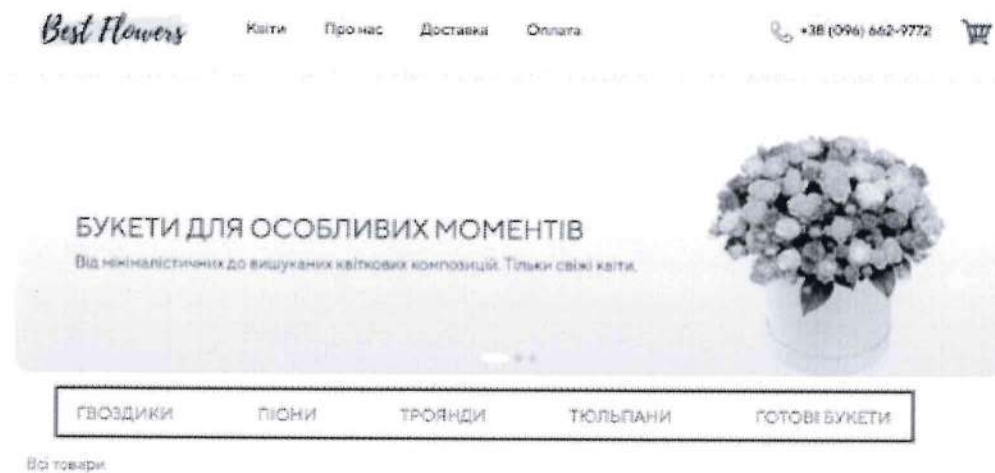 Best Flowers Квіти Про нас Доставка Оплата +38 (096) 662-9772
БУКЕТИ ДЛЯ ОСОБЛИВИХ МОМЕНТІВ
Від мінімалістичних до вишуканих квіткових композицій. Тільки свіжі квіти.
ГВОЗДИКИ ПІОНИ ТРОЯНДИ ТЮЛЬПАНИ ГОТОВІ БУКЕТИ
Всі товари